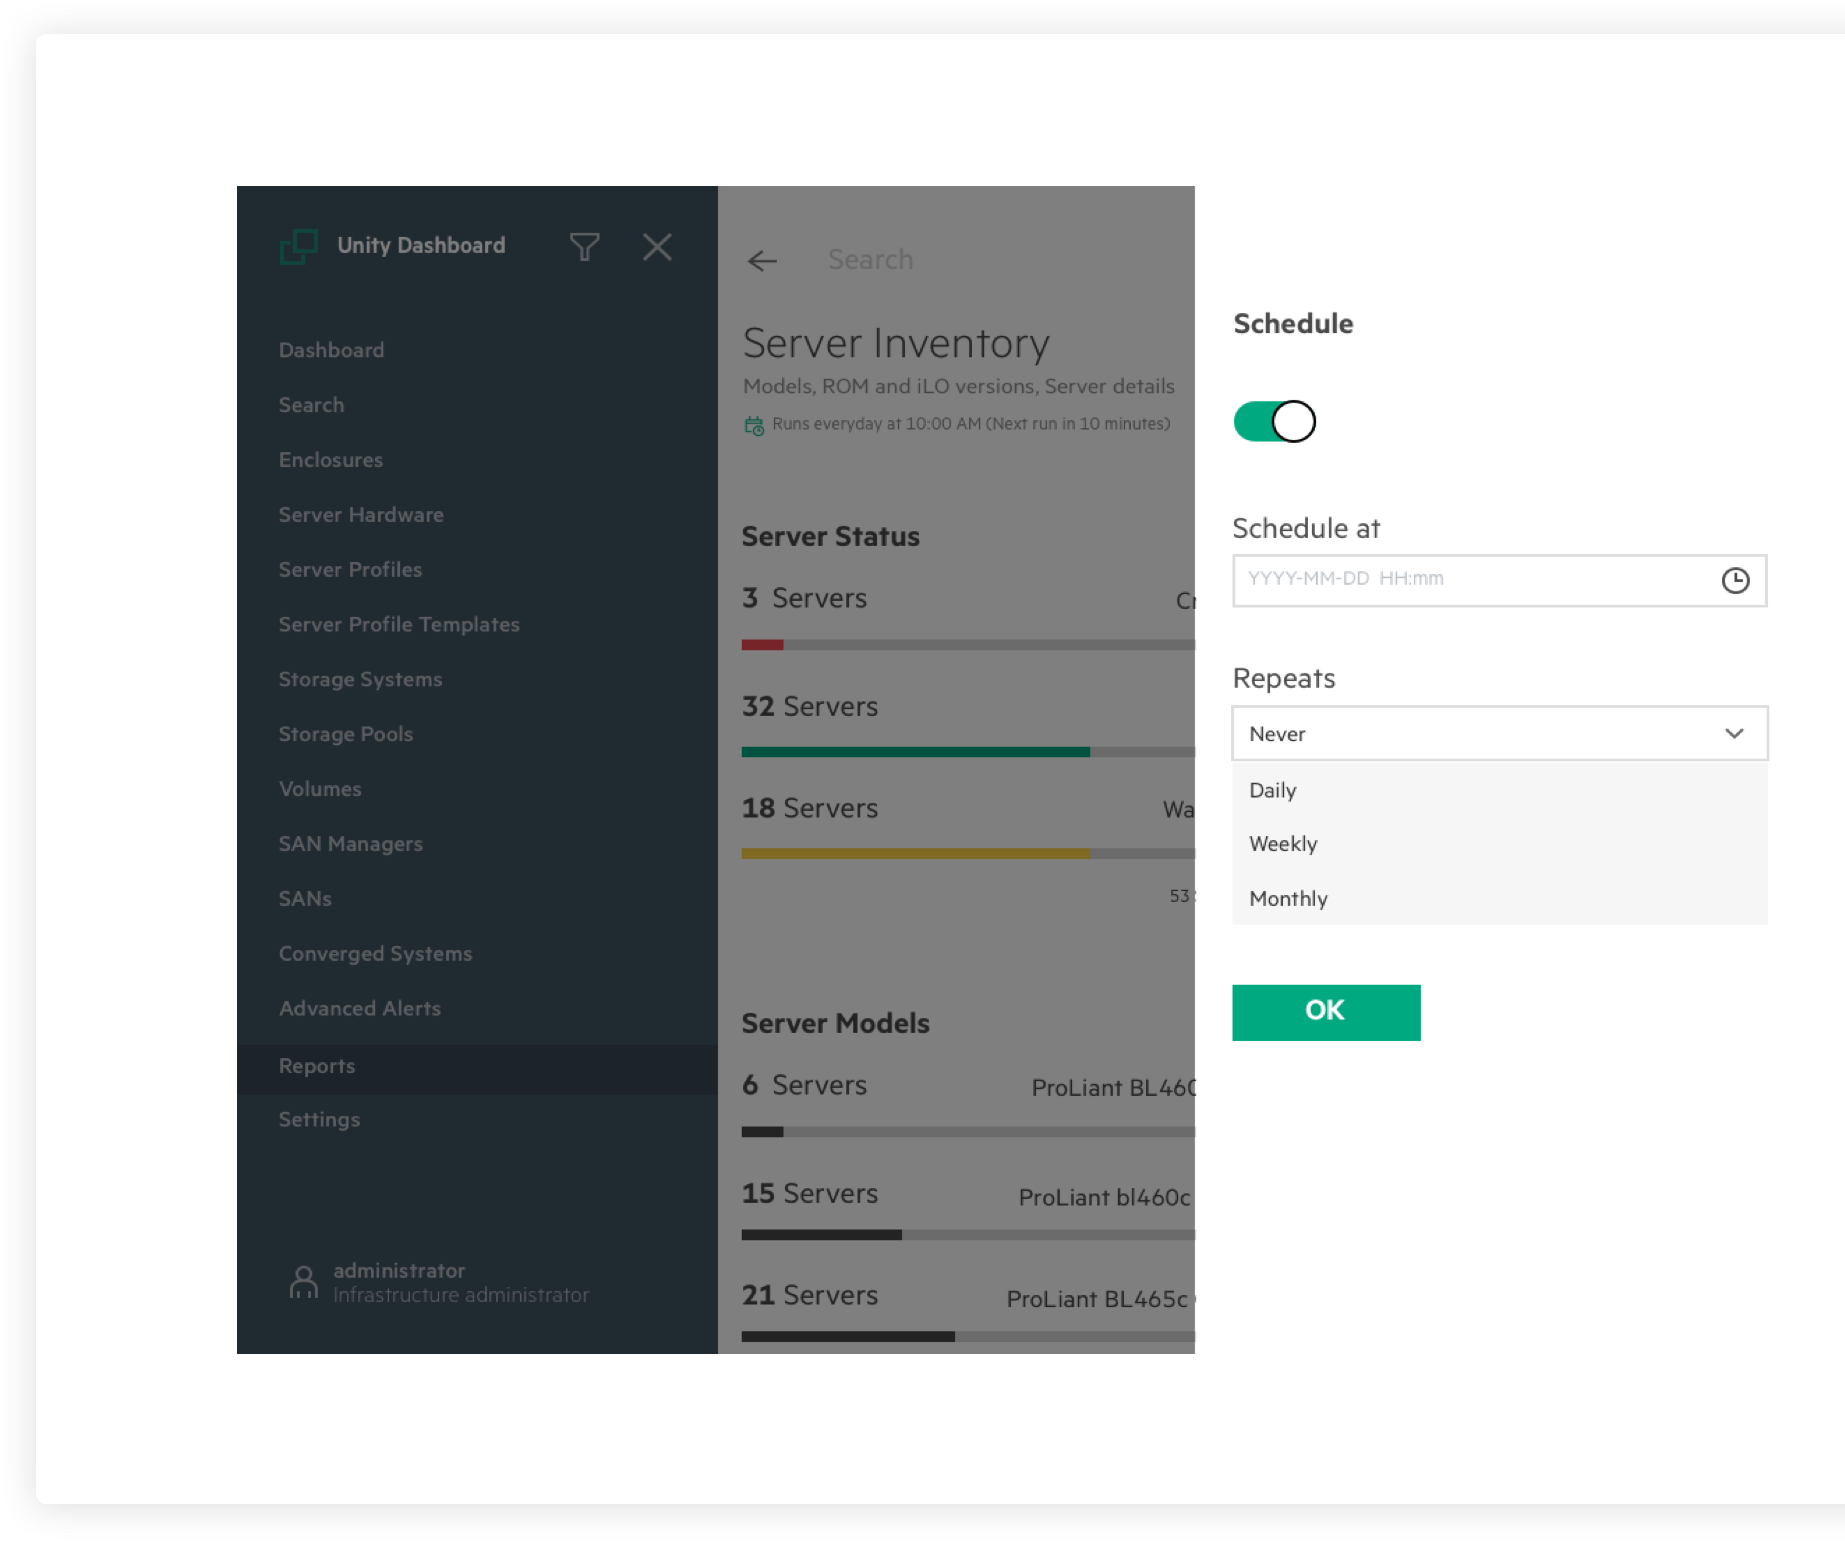 Unity Dashboard
Dashboard
Search
Enclosures
Server Hardware
Server Profiles
Server Profile Templates
Storage Systems
Storage Pools
Volumes
SAN Managers
SANs
Converged Systems
Advanced Alerts
Reports
Settings
administrator
Infrastructure administrator
Search
Server Inventory
Models, ROM and iLO versions, Server details
Runs everyday at 10:00 AM (Next run in 10 minutes)
Server Status
3 Servers
32 Servers
18 Servers
53
Server Models
6 Servers ProLiant BL460
15 Servers ProLiant bl460c
21 Servers ProLiant BL465c
Schedule
Schedule at
YYYY-MM-DD HH:mm
Repeats
Never
Daily
Weekly
Monthly
OK